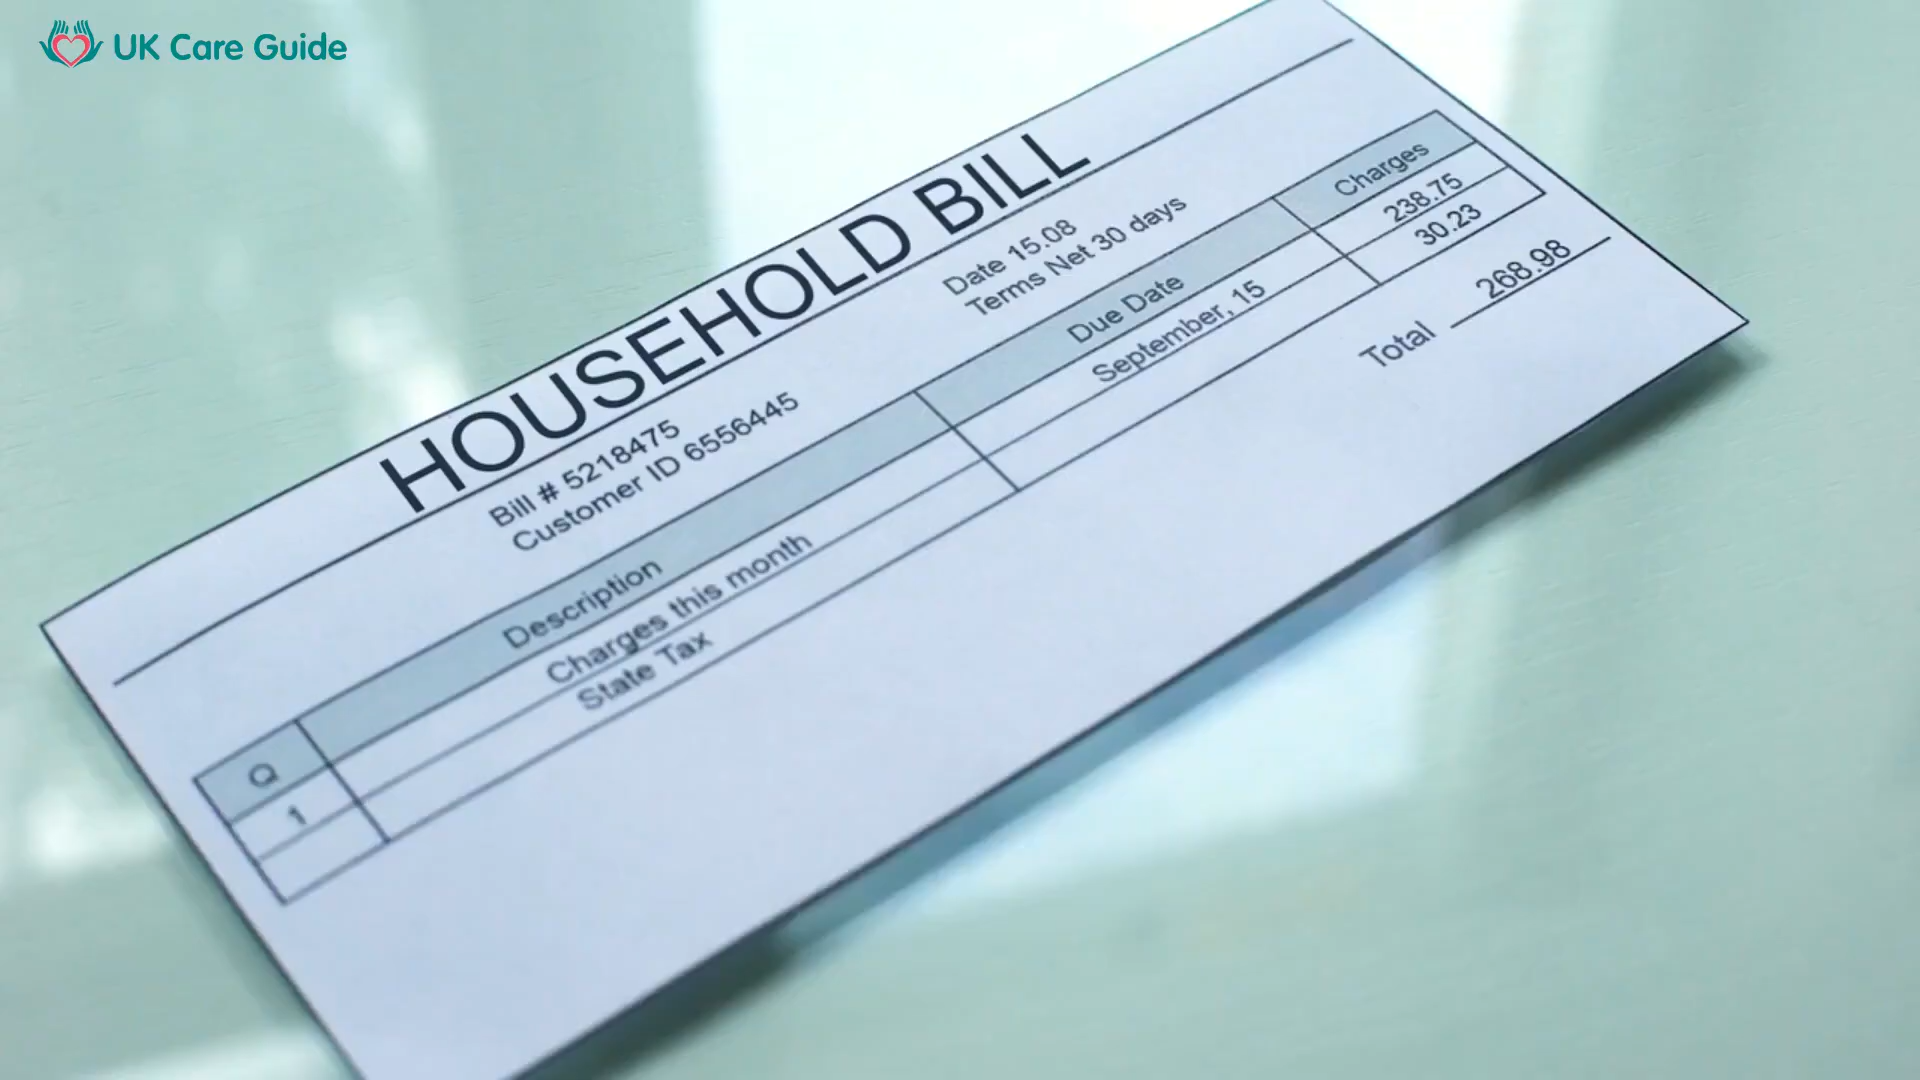 UK Care Guide
HOUSEHOLD BILL
Bill # 5218475
Customer ID 6556445
Date 15.08
Terms Net 30 days
Q Description Due Date Charges
1 Charges this month September, 15 238.75
State Tax 30.23
Total 268.98